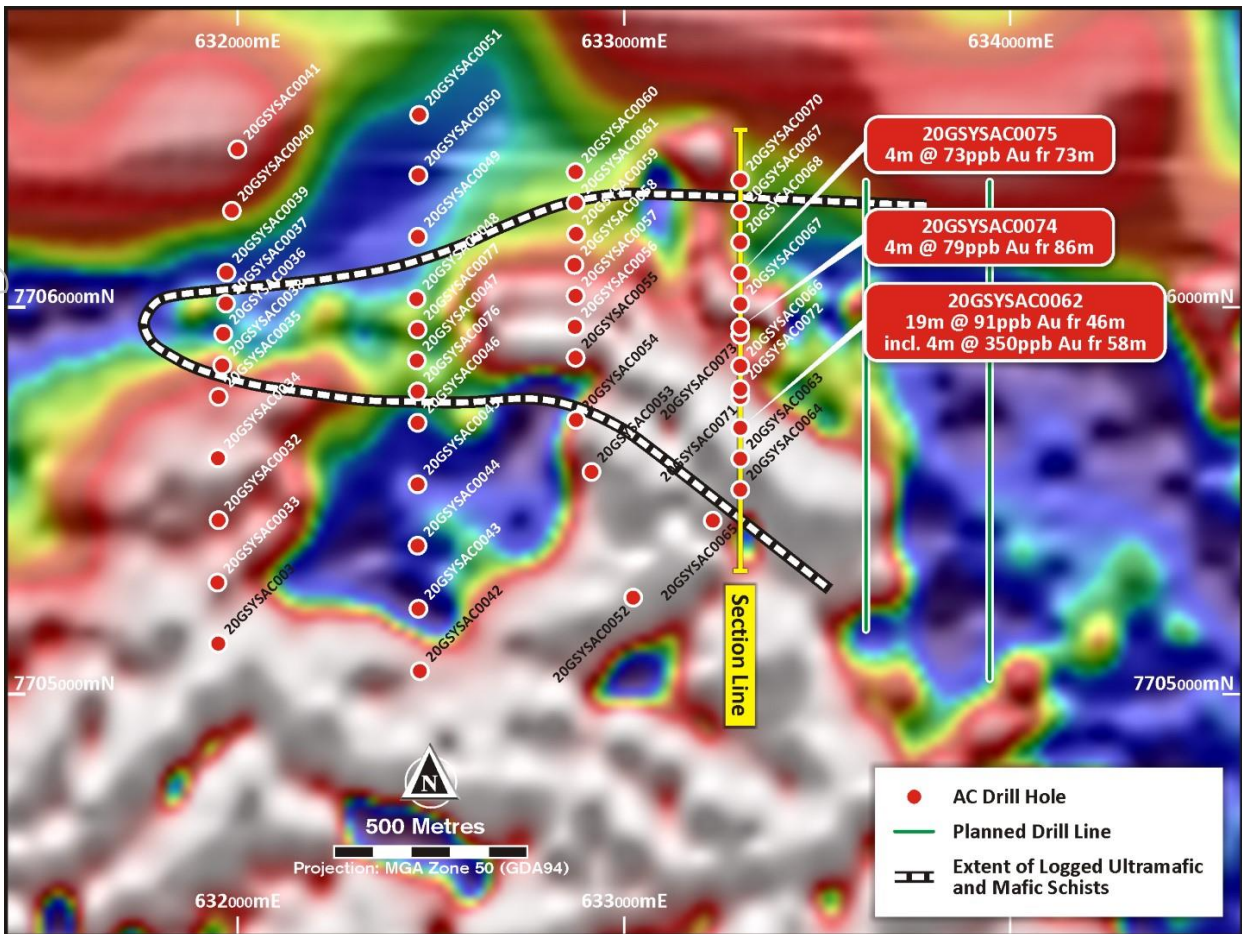 632000mE
633000mE
634000mE
20GSYSAC0041
20GSYSAC0040
20GSYSAC0039
20GSYSAC0037
20GSYSAC0036
20GSYSAC0038
20GSYSAC0035
20GSYSAC0034
20GSYSAC0032
20GSYSAC0033
20GSYSAC003
20GSYSAC0051
20GSYSAC0050
20GSYSAC0049
20GSYSAC0048
20GSYSAC0077
20GSYSAC0047
20GSYSAC0076
20GSYSAC0046
20GSYSAC0045
20GSYSAC0044
20GSYSAC0043
20GSYSAC0042
20GSYSAC0060
20GSYSAC0061
20GSYSAC0059
20GSYSAC0058
20GSYSAC0057
20GSYSAC0056
20GSYSAC0055
20GSYSAC0054
20GSYSAC0053
20GSYSAC0052
20GSYSAC0070
20GSYSAC0067
20GSYSAC0068
20GSYSAC0067
20GSYSAC0066
20GSYSAC0072
20GSYSAC0073
20GSYSAC0063
20GSYSAC0064
20GSYSAC0071
20GSYSAC0065
20GSYSAC0075
4m @ 73ppb Au fr 73m
20GSYSAC0074
4m @ 79ppb Au fr 86m
20GSYSAC0062
19m @ 91ppb Au fr 46m
incl. 4m @ 350ppb Au fr 58m
7706000mN
6000mN
Section Line
7705000mN
7705000mN
N
500 Metres
Projection: MGA Zone 50 (GDA94)
632000mE
633000mE
AC Drill Hole
Planned Drill Line
Extent of Logged Ultramafic
and Mafic Schists